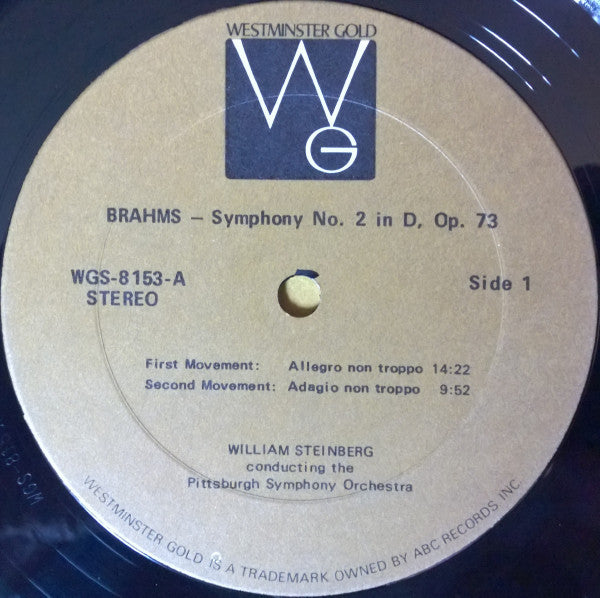 WESTMINSTER GOLD
WG
BRAHMS – Symphony No. 2 in D, Op. 73
WGS-8153-A
STEREO
Side 1
First Movement: Allegro non troppo 14:22
Second Movement: Adagio non troppo 9:52
WILLIAM STEINBERG
conducting the
Pittsburgh Symphony Orchestra
WESTMINSTER GOLD IS A TRADEMARK OWNED BY ABC RECORDS, INC.